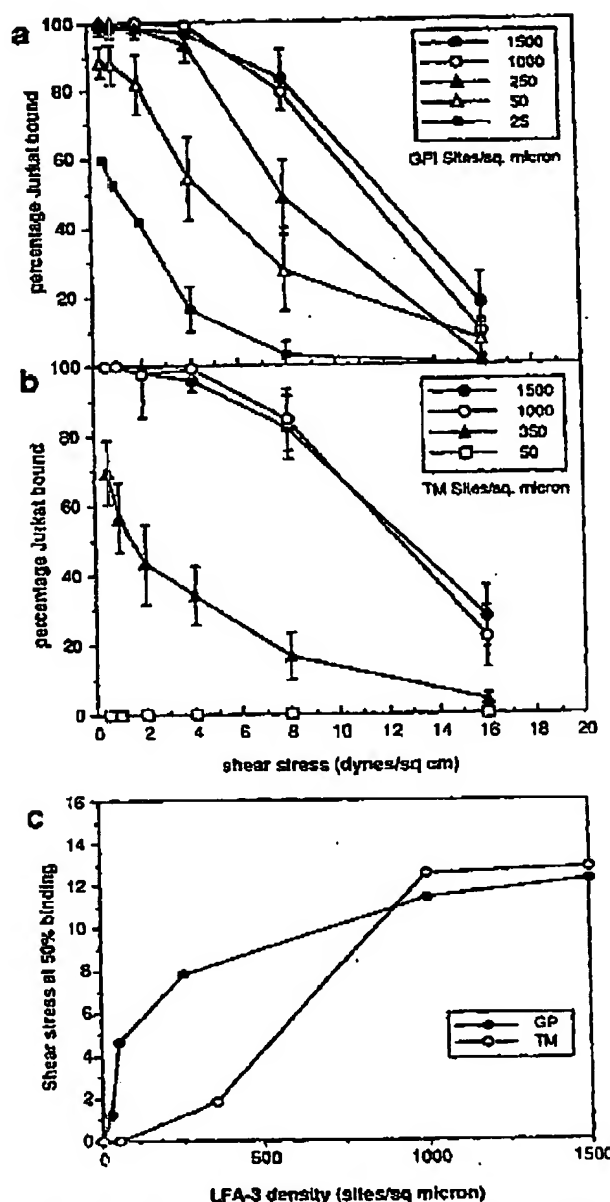 a
100
80
60
40
20
percentage Jurkat bound
1500
1000
250
50
25
GPI Sites/sq. micron
b
100
80
60
40
20
0
percentage Jurkat bound
1500
1000
350
50
TM Sites/sq. micron
0 2 4 6 8 10 12 14 16 18 20
shear stress (dynes/sq cm)
c
16
14
12
10
8
6
4
2
0
Shear stress at 50% binding
GP
TM
0 500 1000 1500
LFA-3 density (sites/sq micron)